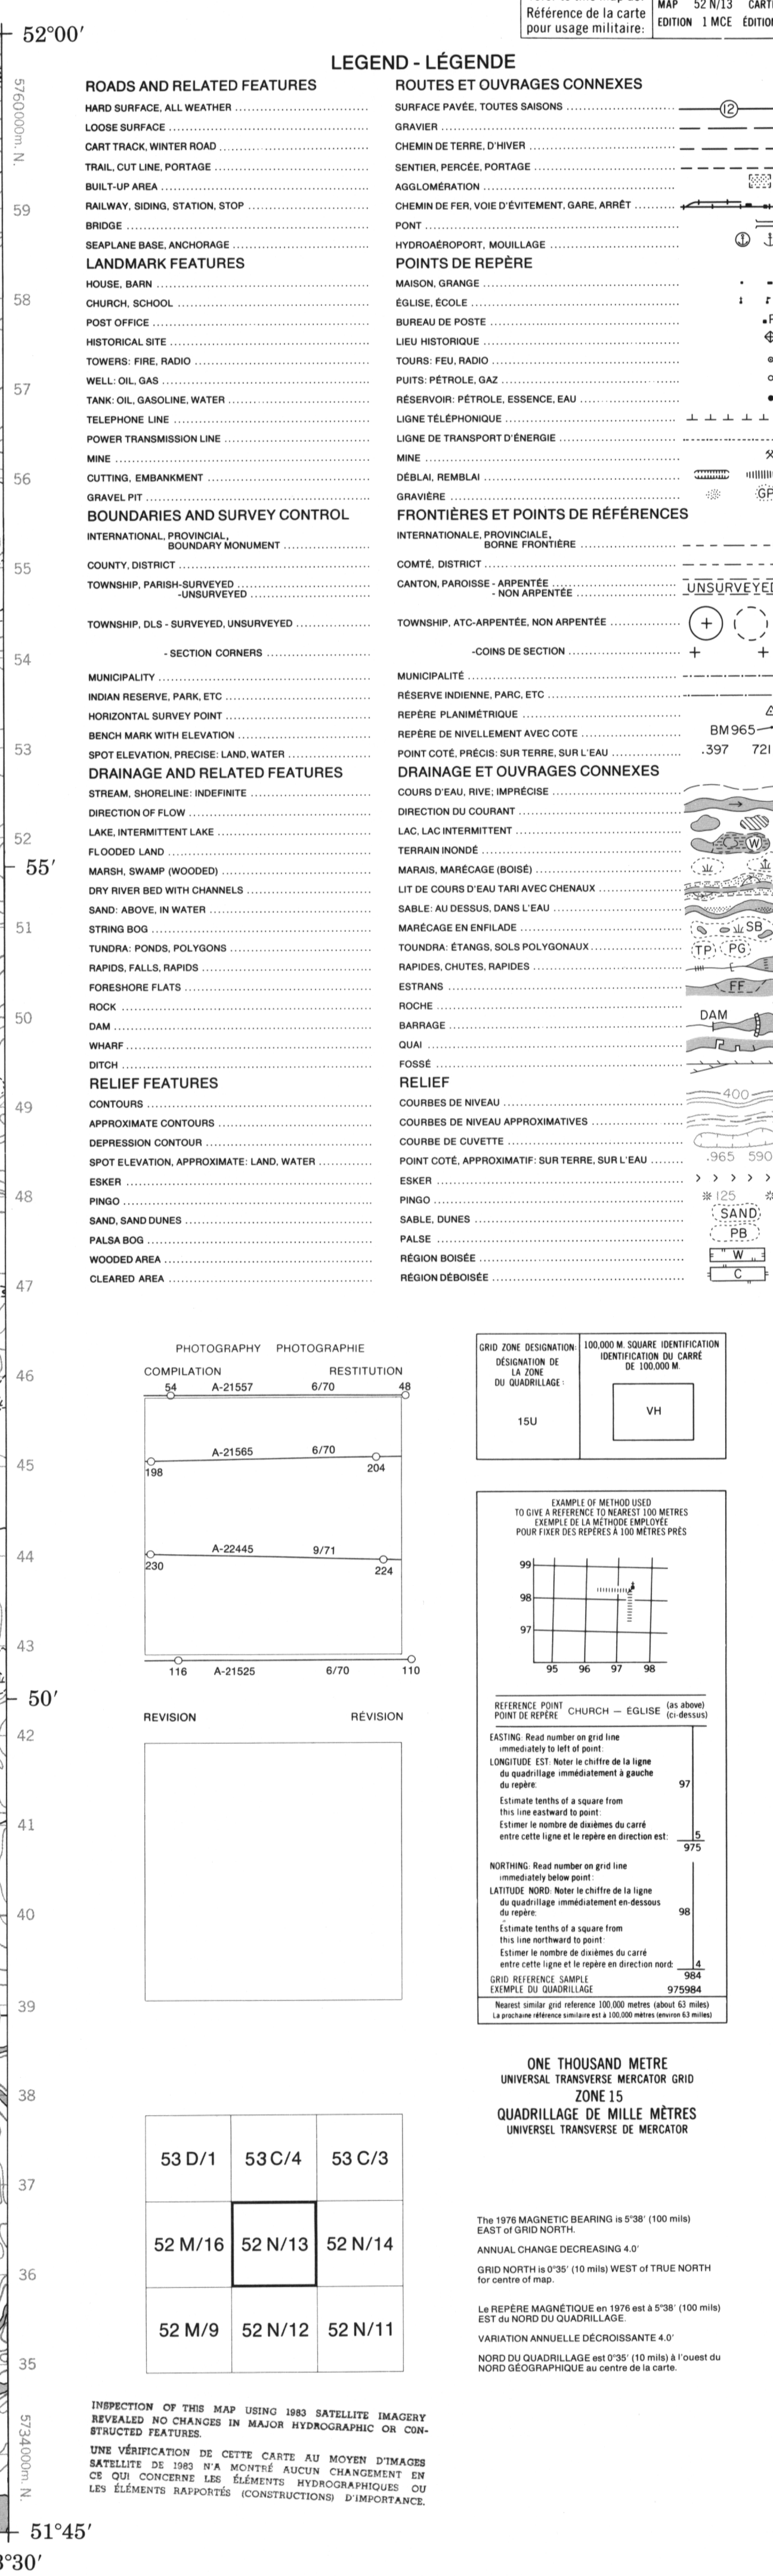 Référence de la carte
pour usage militaire:
MAP 52 N/13
EDITION 1 MCE
52°00′
5760000m. N.
59
58
57
56
55
54
53
52
55′
51
50
49
48
47
46
45
44
43
50′
42
41
40
39
38
37
36
35
5734000m. N.
51°45′
LEGEND - LÉGENDE
ROADS AND RELATED FEATURES
HARD SURFACE, ALL WEATHER
LOOSE SURFACE
CART TRACK, WINTER ROAD
TRAIL, CUT LINE, PORTAGE
BUILT-UP AREA
RAILWAY, SIDING, STATION, STOP
BRIDGE
SEAPLANE BASE, ANCHORAGE
LANDMARK FEATURES
HOUSE, BARN
CHURCH, SCHOOL
POST OFFICE
HISTORICAL SITE
TOWERS: FIRE, RADIO
WELL: OIL, GAS
TANK: OIL, GASOLINE, WATER
TELEPHONE LINE
POWER TRANSMISSION LINE
MINE
CUTTING, EMBANKMENT
GRAVEL PIT
BOUNDARIES AND SURVEY CONTROL
INTERNATIONAL, PROVINCIAL,
BOUNDARY MONUMENT
COUNTY, DISTRICT
TOWNSHIP, PARISH-SURVEYED
-UNSURVEYED
TOWNSHIP, DLS - SURVEYED, UNSURVEYED
- SECTION CORNERS
MUNICIPALITY
INDIAN RESERVE, PARK, ETC
HORIZONTAL SURVEY POINT
BENCH MARK WITH ELEVATION
SPOT ELEVATION, PRECISE: LAND, WATER
DRAINAGE AND RELATED FEATURES
STREAM, SHORELINE: INDEFINITE
DIRECTION OF FLOW
LAKE, INTERMITTENT LAKE
FLOODED LAND
MARSH, SWAMP (WOODED)
DRY RIVER BED WITH CHANNELS
SAND: ABOVE, IN WATER
STRING BOG
TUNDRA: PONDS, POLYGONS
RAPIDS, FALLS, RAPIDS
FORESHORE FLATS
ROCK
DAM
WHARF
DITCH
RELIEF FEATURES
CONTOURS
APPROXIMATE CONTOURS
DEPRESSION CONTOUR
SPOT ELEVATION, APPROXIMATE: LAND, WATER
ESKER
PINGO
SAND, SAND DUNES
PALSA BOG
WOODED AREA
CLEARED AREA
ROUTES ET OUVRAGES CONNEXES
SURFACE PAVÉE, TOUTES SAISONS 12
GRAVIER
CHEMIN DE TERRE, D'HIVER
SENTIER, PERCÉE, PORTAGE
AGGLOMÉRATION
CHEMIN DE FER, VOIE D'ÉVITEMENT, GARE, ARRÊT
PONT
HYDROAÉROPORT, MOUILLAGE
POINTS DE REPÈRE
MAISON, GRANGE
ÉGLISE, ÉCOLE
BUREAU DE POSTE
LIEU HISTORIQUE
TOURS: FEU, RADIO
PUITS: PÉTROLE, GAZ
RÉSERVOIR: PÉTROLE, ESSENCE, EAU
LIGNE TÉLÉPHONIQUE
LIGNE DE TRANSPORT D'ÉNERGIE
MINE
DÉBLAI, REMBLAI
GRAVIÈRE GP
FRONTIÈRES ET POINTS DE RÉFÉRENCES
INTERNATIONALE, PROVINCIALE,
BORNE FRONTIÈRE
COMTÉ, DISTRICT
CANTON, PAROISSE - ARPENTÉE
- NON ARPENTÉE UNSURVEYED
TOWNSHIP, ATC-ARPENTÉE, NON ARPENTÉE
-COINS DE SECTION
MUNICIPALITÉ
RÉSERVE INDIENNE, PARC, ETC
REPÈRE PLANIMÉTRIQUE
REPÈRE DE NIVELLEMENT AVEC COTE BM 965
POINT COTÉ, PRÉCIS: SUR TERRE, SUR L'EAU .397 721
DRAINAGE ET OUVRAGES CONNEXES
COURS D'EAU, RIVE; IMPRÉCISE
DIRECTION DU COURANT
LAC, LAC INTERMITTENT
TERRAIN INONDÉ W
MARAIS, MARÉCAGE (BOISÉ)
LIT DE COURS D'EAU TARI AVEC CHENAUX
SABLE: AU DESSUS, DANS L'EAU
MARÉCAGE EN ENFILADE SB
TOUNDRA: ÉTANGS, SOLS POLYGONAUX TP PG
RAPIDES, CHUTES, RAPIDES
ESTRANS FF
ROCHE
BARRAGE DAM
QUAI
FOSSÉ
RELIEF
COURBES DE NIVEAU 400
COURBES DE NIVEAU APPROXIMATIVES
COURBE DE CUVETTE
POINT COTÉ, APPROXIMATIF: SUR TERRE, SUR L'EAU .965 590
ESKER
PINGO 125
SABLE, DUNES SAND
PALSE PB
RÉGION BOISÉE W
RÉGION DÉBOISÉE C
PHOTOGRAPHY PHOTOGRAPHIE
COMPILATION RESTITUTION
54 A-21557 6/70 48
A-21565 6/70
198 204
A-22445 9/71
230 224
116 A-21525 6/70 110
REVISION RÉVISION
GRID ZONE DESIGNATION:
DÉSIGNATION DE
LA ZONE
DU QUADRILLAGE:
15U
100,000 M. SQUARE IDENTIFICATION
IDENTIFICATION DU CARRÉ
DE 100,000 M.
VH
EXAMPLE OF METHOD USED
TO GIVE A REFERENCE TO NEAREST 100 METRES
EXEMPLE DE LA MÉTHODE EMPLOYÉE
POUR FIXER DES REPÈRES À 100 MÈTRES PRÈS
99
98
97
95 96 97 98
REFERENCE POINT
POINT DE REPÈRE CHURCH — ÉGLISE (as above)
(ci-dessus)
EASTING: Read number on grid line
immediately to left of point:
LONGITUDE EST: Noter le chiffre de la ligne
du quadrillage immédiatement à gauche
du repère: 97
Estimate tenths of a square from
this line eastward to point:
Estimer le nombre de dixièmes du carré
entre cette ligne et le repère en direction est: 5
975
NORTHING: Read number on grid line
immediately below point:
LATITUDE NORD: Noter le chiffre de la ligne
du quadrillage immédiatement en-dessous
du repère: 98
Estimate tenths of a square from
this line northward to point:
Estimer le nombre de dixièmes du carré
entre cette ligne et le repère en direction nord: 4
984
GRID REFERENCE SAMPLE
EXEMPLE DU QUADRILLAGE 975984
Nearest similar grid reference 100,000 metres (about 63 miles)
La prochaine référence similaire est à 100,000 mètres (environ 63 milles)
ONE THOUSAND METRE
UNIVERSAL TRANSVERSE MERCATOR GRID
ZONE 15
QUADRILLAGE DE MILLE MÈTRES
UNIVERSEL TRANSVERSE DE MERCATOR
53 D/1 53 C/4 53 C/3
52 M/16 52 N/13 52 N/14
52 M/9 52 N/12 52 N/11
The 1976 MAGNETIC BEARING is 5°38′ (100 mils)
EAST of GRID NORTH.
ANNUAL CHANGE DECREASING 4.0′
GRID NORTH is 0°35′ (10 mils) WEST of TRUE NORTH
for centre of map.
Le REPÈRE MAGNÉTIQUE en 1976 est à 5°38′ (100 mils)
EST du NORD DU QUADRILLAGE.
VARIATION ANNUELLE DÉCROISSANTE 4.0′
NORD DU QUADRILLAGE est 0°35′ (10 mils) à l'ouest du
NORD GÉOGRAPHIQUE au centre de la carte.
INSPECTION OF THIS MAP USING 1983 SATELLITE IMAGERY
REVEALED NO CHANGES IN MAJOR HYDROGRAPHIC OR CON-
STRUCTED FEATURES.
UNE VÉRIFICATION DE CETTE CARTE AU MOYEN D'IMAGES
SATELLITE DE 1983 N'A MONTRÉ AUCUN CHANGEMENT EN
CE QUI CONCERNE LES ÉLÉMENTS HYDROGRAPHIQUES OU
LES ÉLÉMENTS RAPPORTÉS (CONSTRUCTIONS) D'IMPORTANCE.